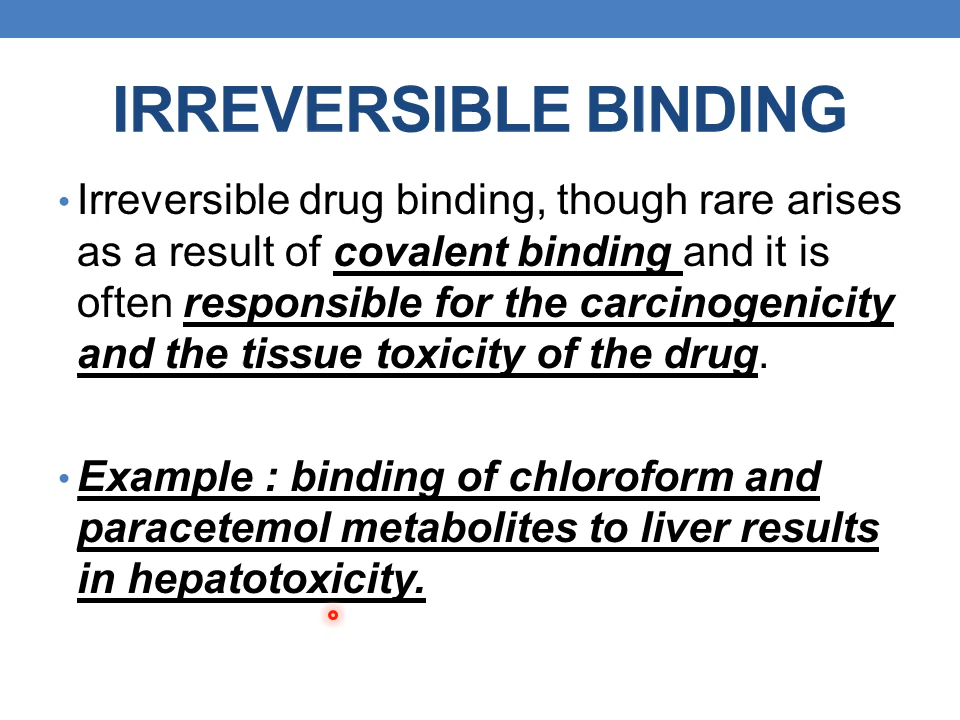 IRREVERSIBLE BINDING
• Irreversible drug binding, though rare arises
as a result of covalent binding and it is
often responsible for the carcinogenicity
and the tissue toxicity of the drug.
• Example : binding of chloroform and
paracetemol metabolites to liver results
in hepatotoxicity.